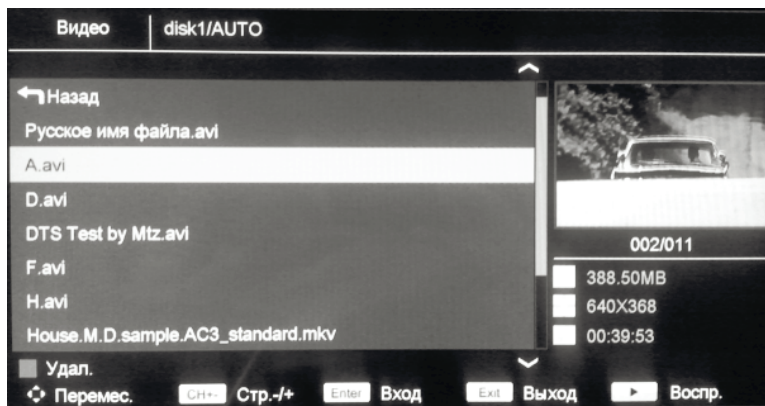 Видео disk1/AUTO
Назад
Русское имя файла.avi
A.avi
D.avi
DTS Test by Mtz.avi
F.avi
H.avi
House.M.D.sample.AC3_standard.mkv
002/011
388.50MB
640X368
00:39:53
Удал.
Перемес. CH+- Стр.-/+ Enter Вход Exit Выход Воспр.